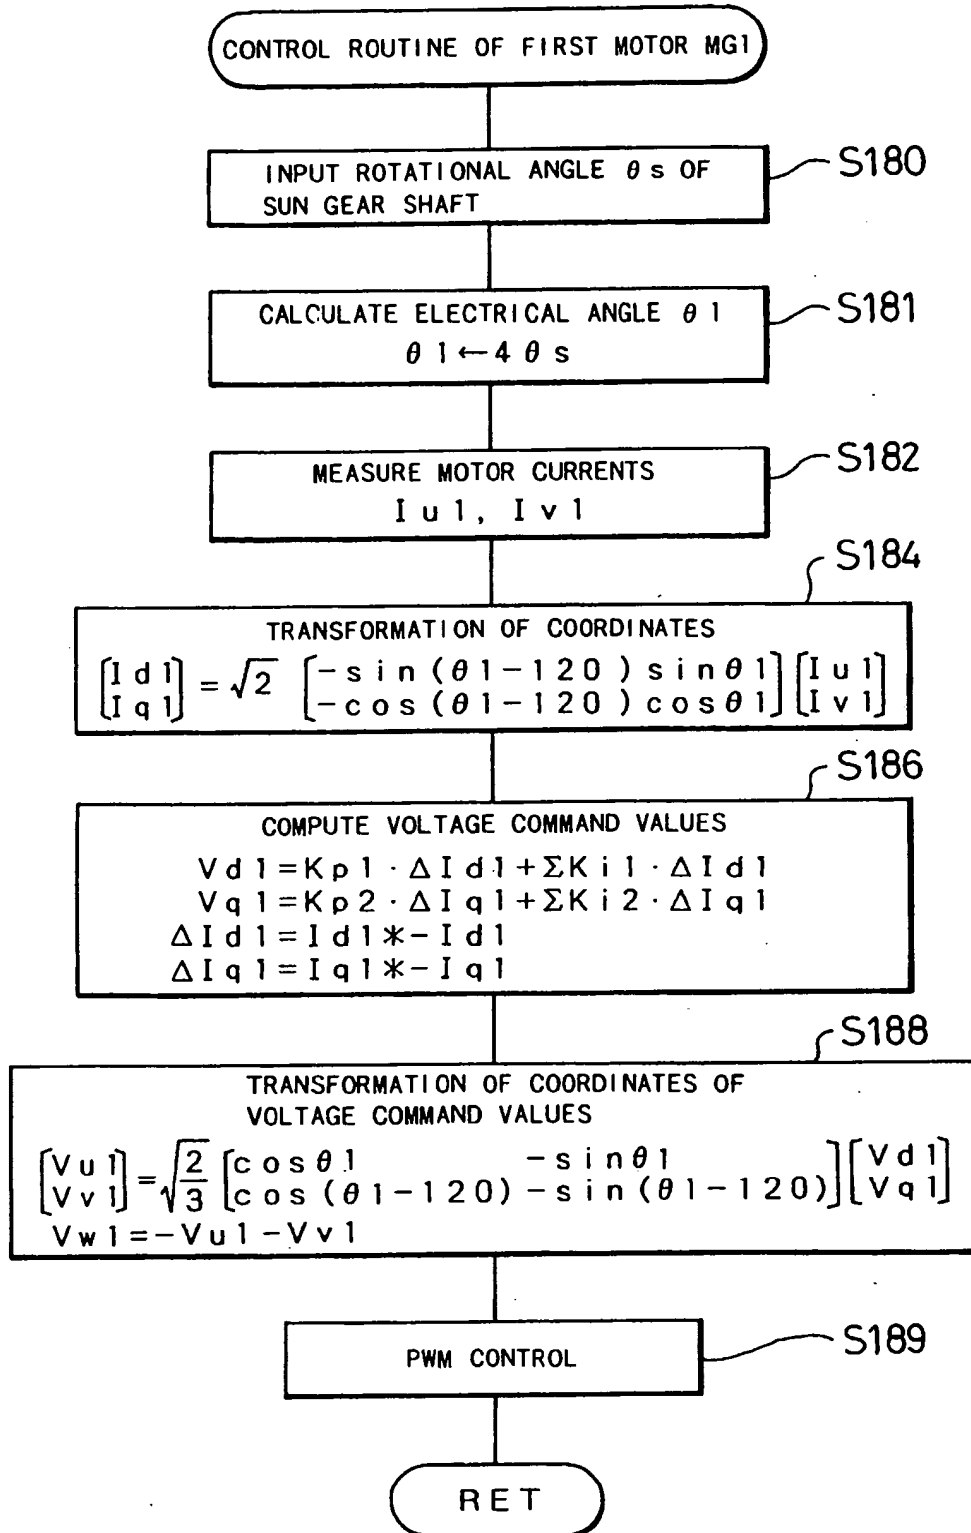 CONTROL ROUTINE OF FIRST MOTOR MG1
INPUT ROTATIONAL ANGLE θs OF
SUN GEAR SHAFT
S180
CALCULATE ELECTRICAL ANGLE θ1
θ1←4θs
S181
MEASURE MOTOR CURRENTS
Iu1, Iv1
S182
S184
TRANSFORMATION OF COORDINATES
[Id1] = √2 [-sin(θ1-120) sinθ1] [Iu1]
[Iq1] [-cos(θ1-120) cosθ1] [Iv1]
S186
COMPUTE VOLTAGE COMMAND VALUES
Vd1=Kp1·ΔId1+ΣKi1·ΔId1
Vq1=Kp2·ΔIq1+ΣKi2·ΔIq1
ΔId1=Id1*-Id1
ΔIq1=Iq1*-Iq1
S188
TRANSFORMATION OF COORDINATES OF
VOLTAGE COMMAND VALUES
[Vu1] = √2/3 [cosθ1 -sinθ1] [Vd1]
[Vv1] [cos(θ1-120) -sin(θ1-120)] [Vq1]
Vw1=-Vu1-Vv1
PWM CONTROL
S189
RET